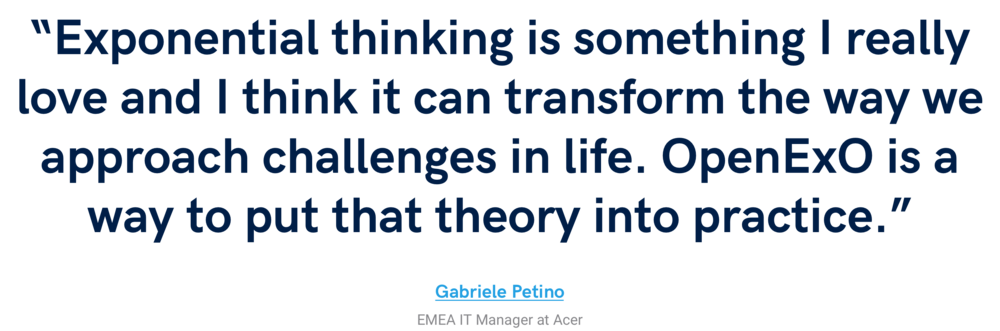 “Exponential thinking is something I really
love and I think it can transform the way we
approach challenges in life. OpenExO is a
way to put that theory into practice.”
Gabriele Petino
EMEA IT Manager at Acer